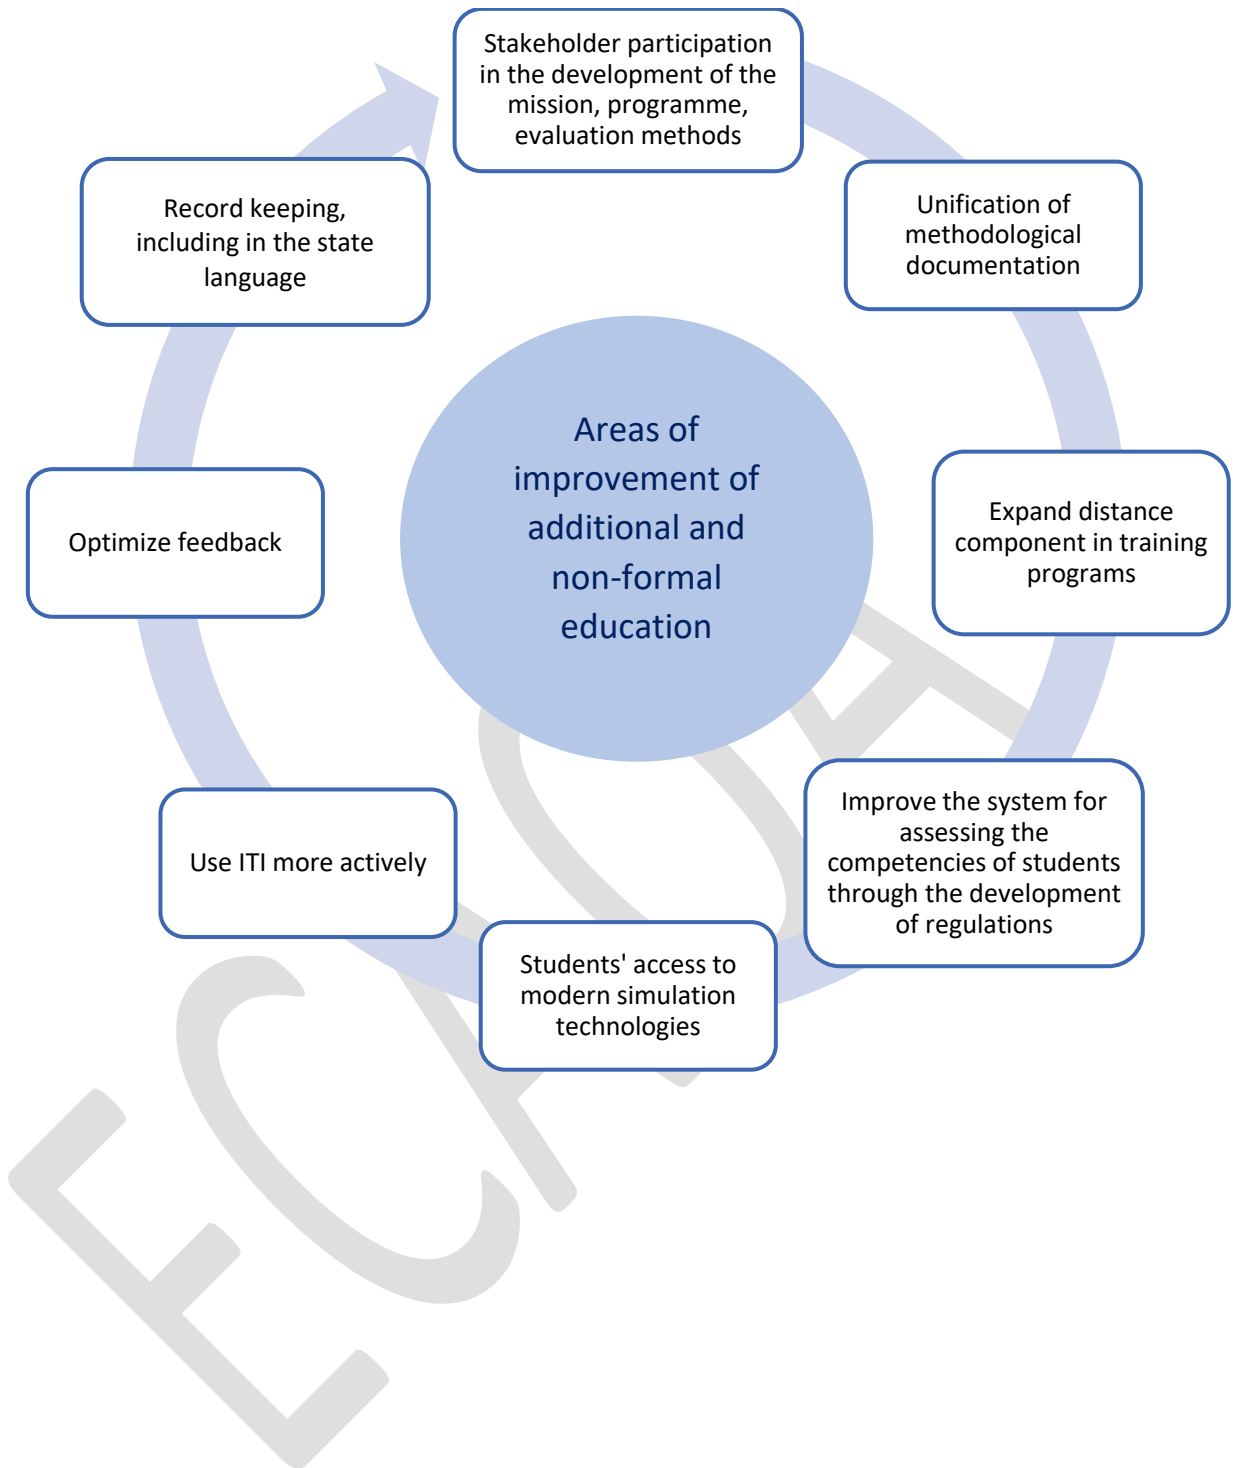 Stakeholder participation
in the development of the
mission, programme,
evaluation methods
Unification of
methodological
documentation
Expand distance
component in training
programs
Improve the system for
assessing the
competencies of students
through the development
of regulations
Students' access to
modern simulation
technologies
Use ITI more actively
Optimize feedback
Record keeping,
including in the state
language
Areas of
improvement of
additional and
non-formal
education